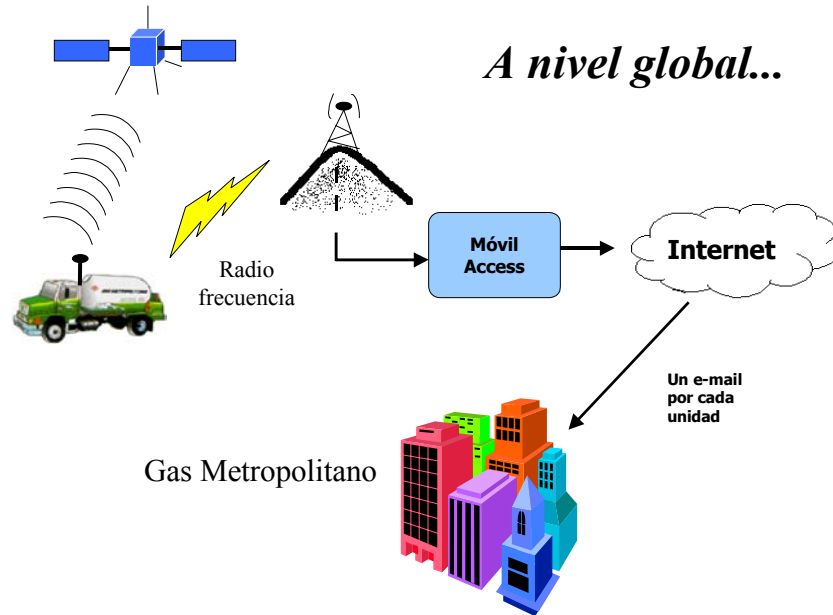 A nivel global...
Radio
frecuencia
Móvil
Access
Internet
Un e-mail
por cada
unidad
Gas Metropolitano